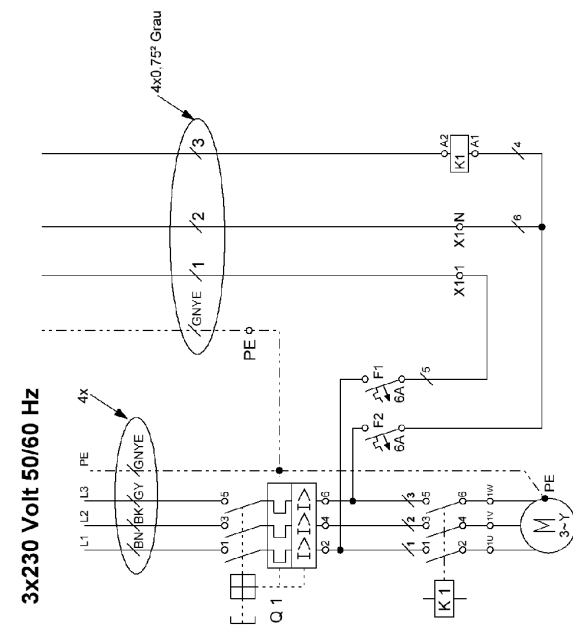 3x230 Volt 50/60 Hz
4x0,75² Grau
4x
L1 L2 L3 PE
BN BK GY GNYE
GNYE 1 2 3
PE
1 3 5
Q 1
I> I> I>
2 4 6
F2
6A
F1
6A
5
X1 1
X1 N
6
A2
K1
A1
4
1 2 3
1 3 5
K 1
2 4 6
1U 1V 1W
PE
M
3~